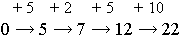 + 5 + 2 + 5 + 10
0 → 5 → 7 → 12 → 22